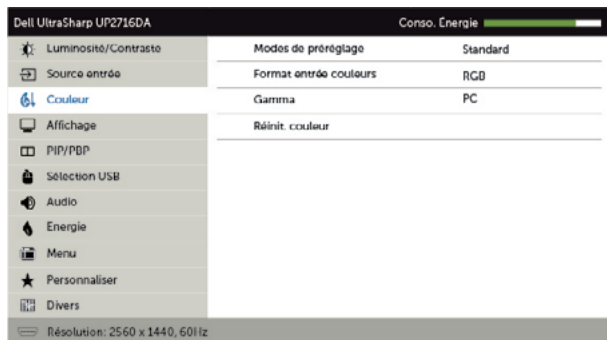 Dell UltraSharp UP2716DA Conso. Énergie
Luminosité/Contraste Modes de préréglage Standard
Source entrée Format entrée couleurs RGB
Couleur Gamma PC
Affichage Réinit. couleur
PIP/PBP
Sélection USB
Audio
Energie
Menu
Personnaliser
Divers
Résolution: 2560 x 1440, 60Hz